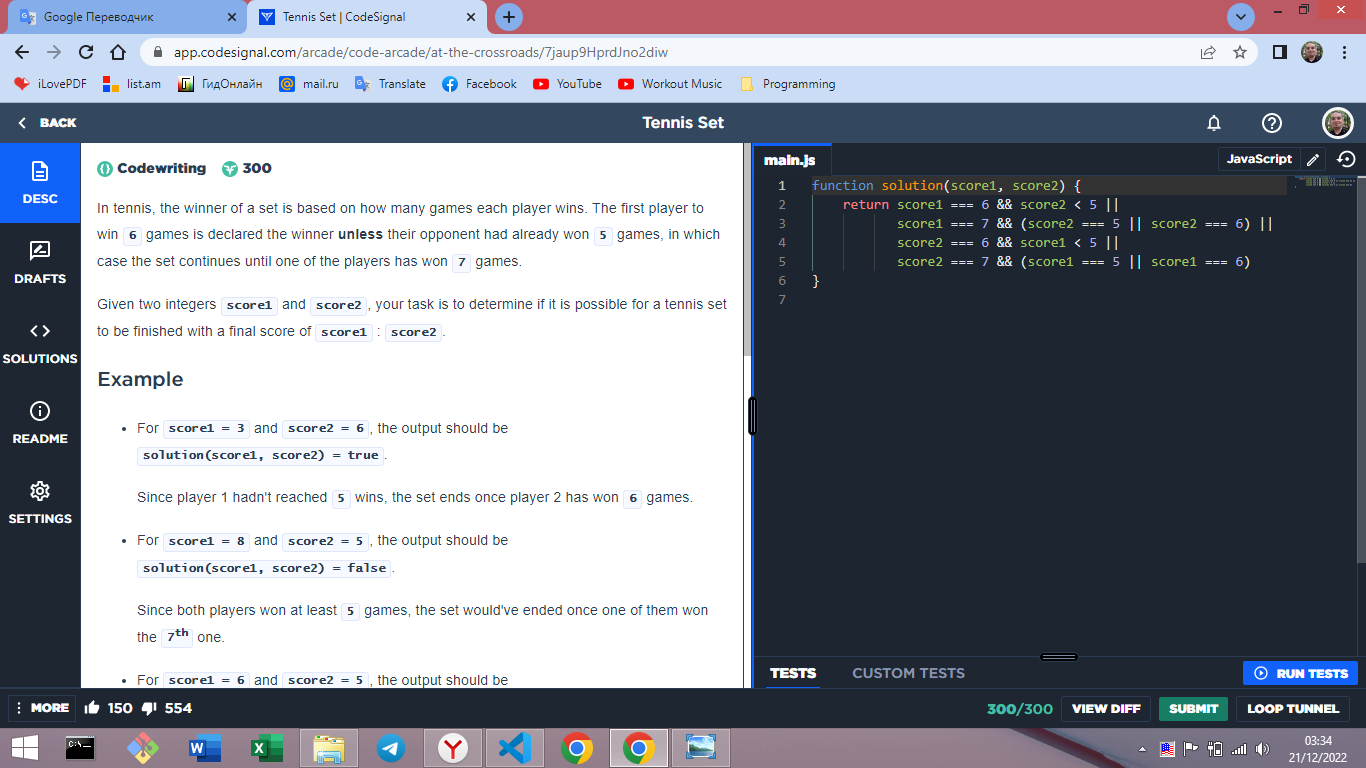 Google Переводчик
Tennis Set | CodeSignal
app.codesignal.com/arcade/code-arcade/at-the-crossroads/7jaup9HprdJno2diw
iLovePDF list.am ГидОнлайн mail.ru Translate Facebook YouTube Workout Music Programming
BACK
Tennis Set
DESC
DRAFTS
SOLUTIONS
README
SETTINGS
Codewriting 300
In tennis, the winner of a set is based on how many games each player wins. The first player to
win 6 games is declared the winner unless their opponent had already won 5 games, in which
case the set continues until one of the players has won 7 games.
Given two integers score1 and score2, your task is to determine if it is possible for a tennis set
to be finished with a final score of score1 : score2.
Example
• For score1 = 3 and score2 = 6, the output should be
solution(score1, score2) = true.
Since player 1 hadn't reached 5 wins, the set ends once player 2 has won 6 games.
• For score1 = 8 and score2 = 5, the output should be
solution(score1, score2) = false.
Since both players won at least 5 games, the set would've ended once one of them won
the 7th one.
• For score1 = 6 and score2 = 5, the output should be
main.js
JavaScript
1 function solution(score1, score2) {
2 return score1 === 6 && score2 < 5 ||
3 score1 === 7 && (score2 === 5 || score2 === 6) ||
4 score2 === 6 && score1 < 5 ||
5 score2 === 7 && (score1 === 5 || score1 === 6)
6 }
7
TESTS CUSTOM TESTS RUN TESTS
MORE 150 554
300/300 VIEW DIFF SUBMIT LOOP TUNNEL
03:34
21/12/2022